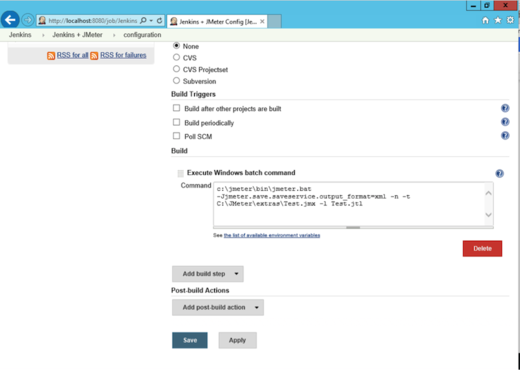 http://localhost:8080/job/Jenkins
Jenkins + JMeter Config [Je...
Jenkins
Jenkins + JMeter
configuration
RSS for all
RSS for failures
None
CVS
CVS Projectset
Subversion
Build Triggers
Build after other projects are built
Build periodically
Poll SCM
Build
Execute Windows batch command
Command
c:\jmeter\bin\jmeter.bat
-Jjmeter.save.saveservice.output_format=xml -n -t
C:\JMeter\extras\Test.jmx -l Test.jtl
See the list of available environment variables
Delete
Add build step
Post-build Actions
Add post-build action
Save
Apply